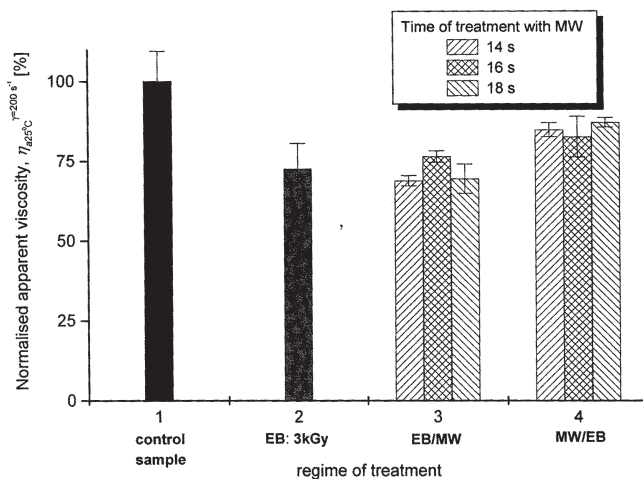 Time of treatment with MW
14 s
16 s
18 s
Normalised apparent viscosity, ηa25°C γ=200 s-1 [%]
100
75
50
25
0
1
2
3
4
control
sample
EB: 3kGy
EB/MW
MW/EB
regime of treatment